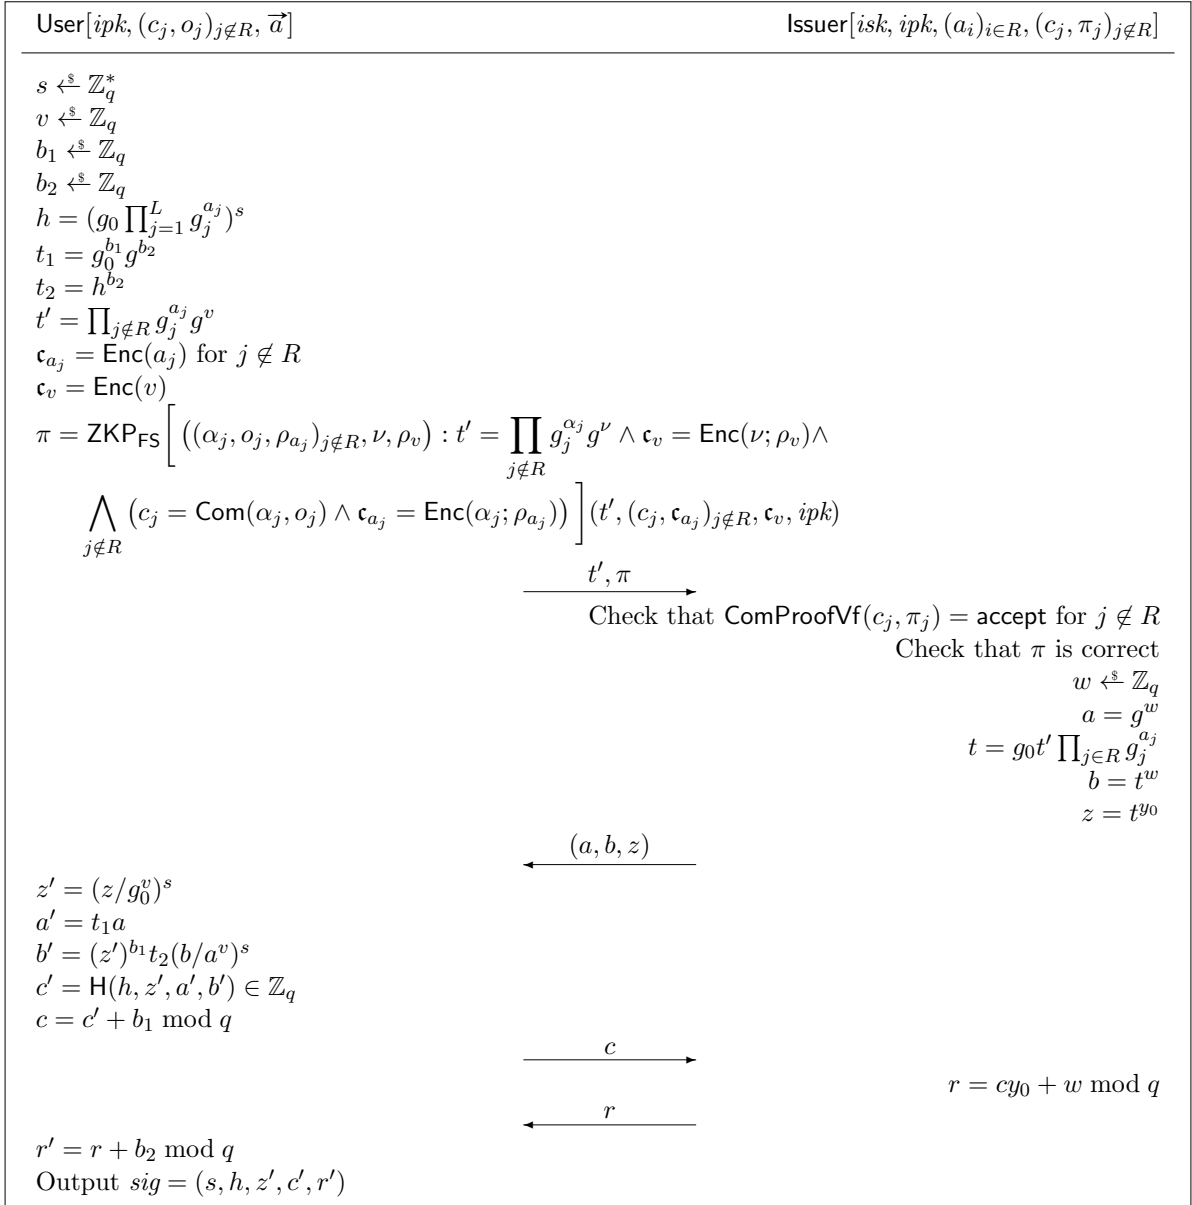 User[ipk, (c_j, o_j)_{j∉R}, \vec{a}] Issuer[isk, ipk, (a_i)_{i∈R}, (c_j, π_j)_{j∉R}]
s ←$ ℤ_q^*
v ←$ ℤ_q
b_1 ←$ ℤ_q
b_2 ←$ ℤ_q
h = (g_0 ∏_{j=1}^{L} g_j^{a_j})^s
t_1 = g_0^{b_1} g^{b_2}
t_2 = h^{b_2}
t′ = ∏_{j∉R} g_j^{a_j} g^v
𝔠_{a_j} = Enc(a_j) for j ∉ R
𝔠_v = Enc(v)
π = ZKP_{FS}[ ((α_j, o_j, ρ_{a_j})_{j∉R}, ν, ρ_v) : t′ = ∏_{j∉R} g_j^{α_j} g^ν ∧ 𝔠_v = Enc(ν; ρ_v)∧
⋀_{j∉R} (c_j = Com(α_j, o_j) ∧ 𝔠_{a_j} = Enc(α_j; ρ_{a_j})) ](t′, (c_j, 𝔠_{a_j})_{j∉R}, 𝔠_v, ipk)
t′, π
Check that ComProofVf(c_j, π_j) = accept for j ∉ R
Check that π is correct
w ←$ ℤ_q
a = g^w
t = g_0 t′ ∏_{j∈R} g_j^{a_j}
b = t^w
z = t^{y_0}
(a, b, z)
z′ = (z/g_0^v)^s
a′ = t_1 a
b′ = (z′)^{b_1} t_2 (b/a^v)^s
c′ = H(h, z′, a′, b′) ∈ ℤ_q
c = c′ + b_1 mod q
c
r = cy_0 + w mod q
r
r′ = r + b_2 mod q
Output sig = (s, h, z′, c′, r′)